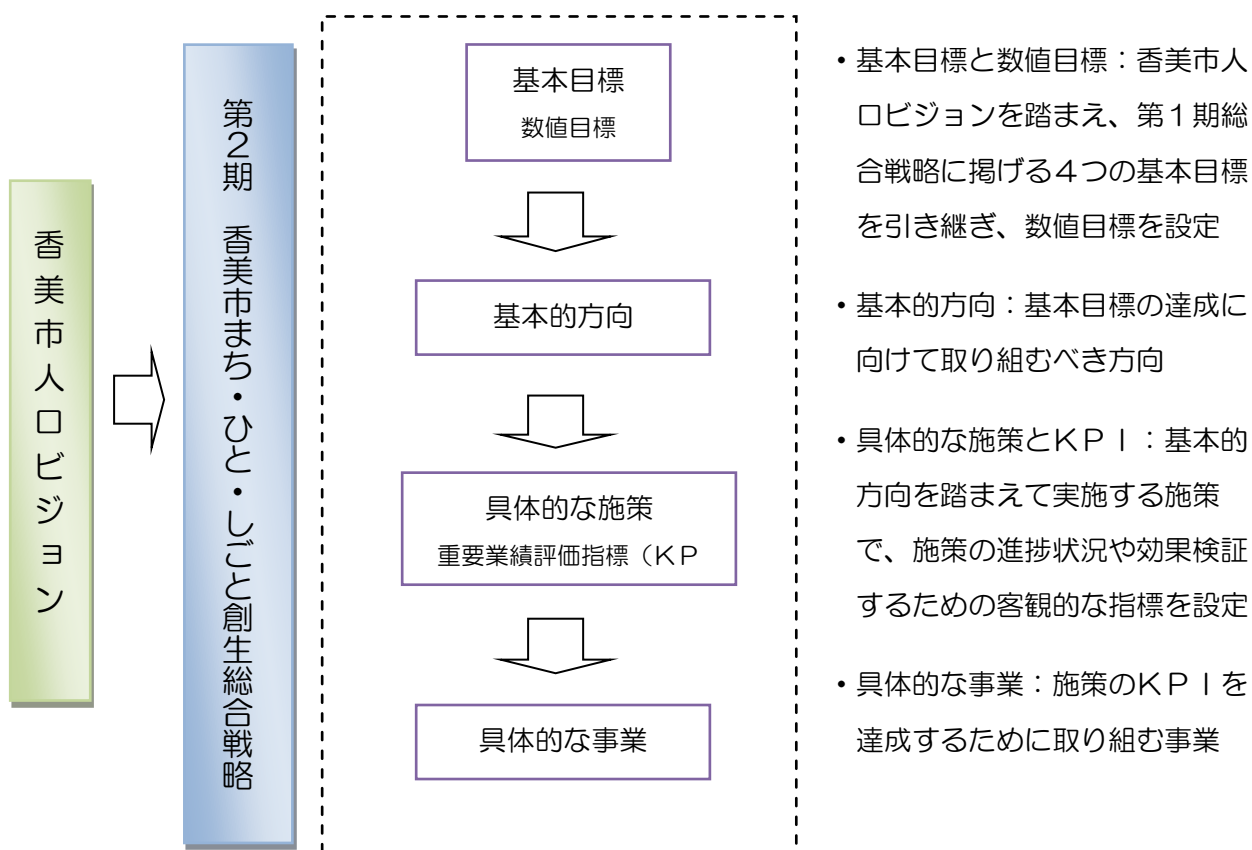 香美市人口ビジョン
第2期 香美市まち・ひと・しごと創生総合戦略
基本目標
数値目標
基本的方向
具体的な施策
重要業績評価指標（KP
具体的な事業
・基本目標と数値目標：香美市人
口ビジョンを踏まえ、第１期総
合戦略に掲げる４つの基本目標
を引き継ぎ、数値目標を設定
・基本的方向：基本目標の達成に
向けて取り組むべき方向
・具体的な施策とKPI：基本的
方向を踏まえて実施する施策
で、施策の進捗状況や効果検証
するための客観的な指標を設定
・具体的な事業：施策のKPIを
達成するために取り組む事業